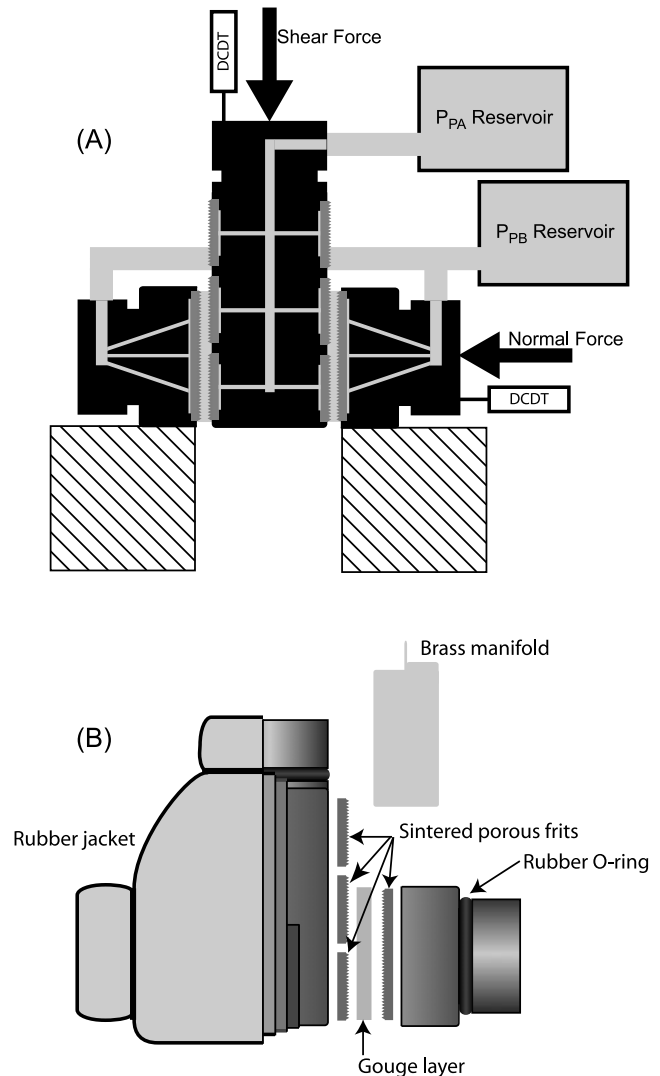 DCDT
Shear Force
(A)
P_PA Reservoir
P_PB Reservoir
Normal Force
DCDT
Brass manifold
(B)
Rubber jacket
Sintered porous frits
Rubber O-ring
Gouge layer